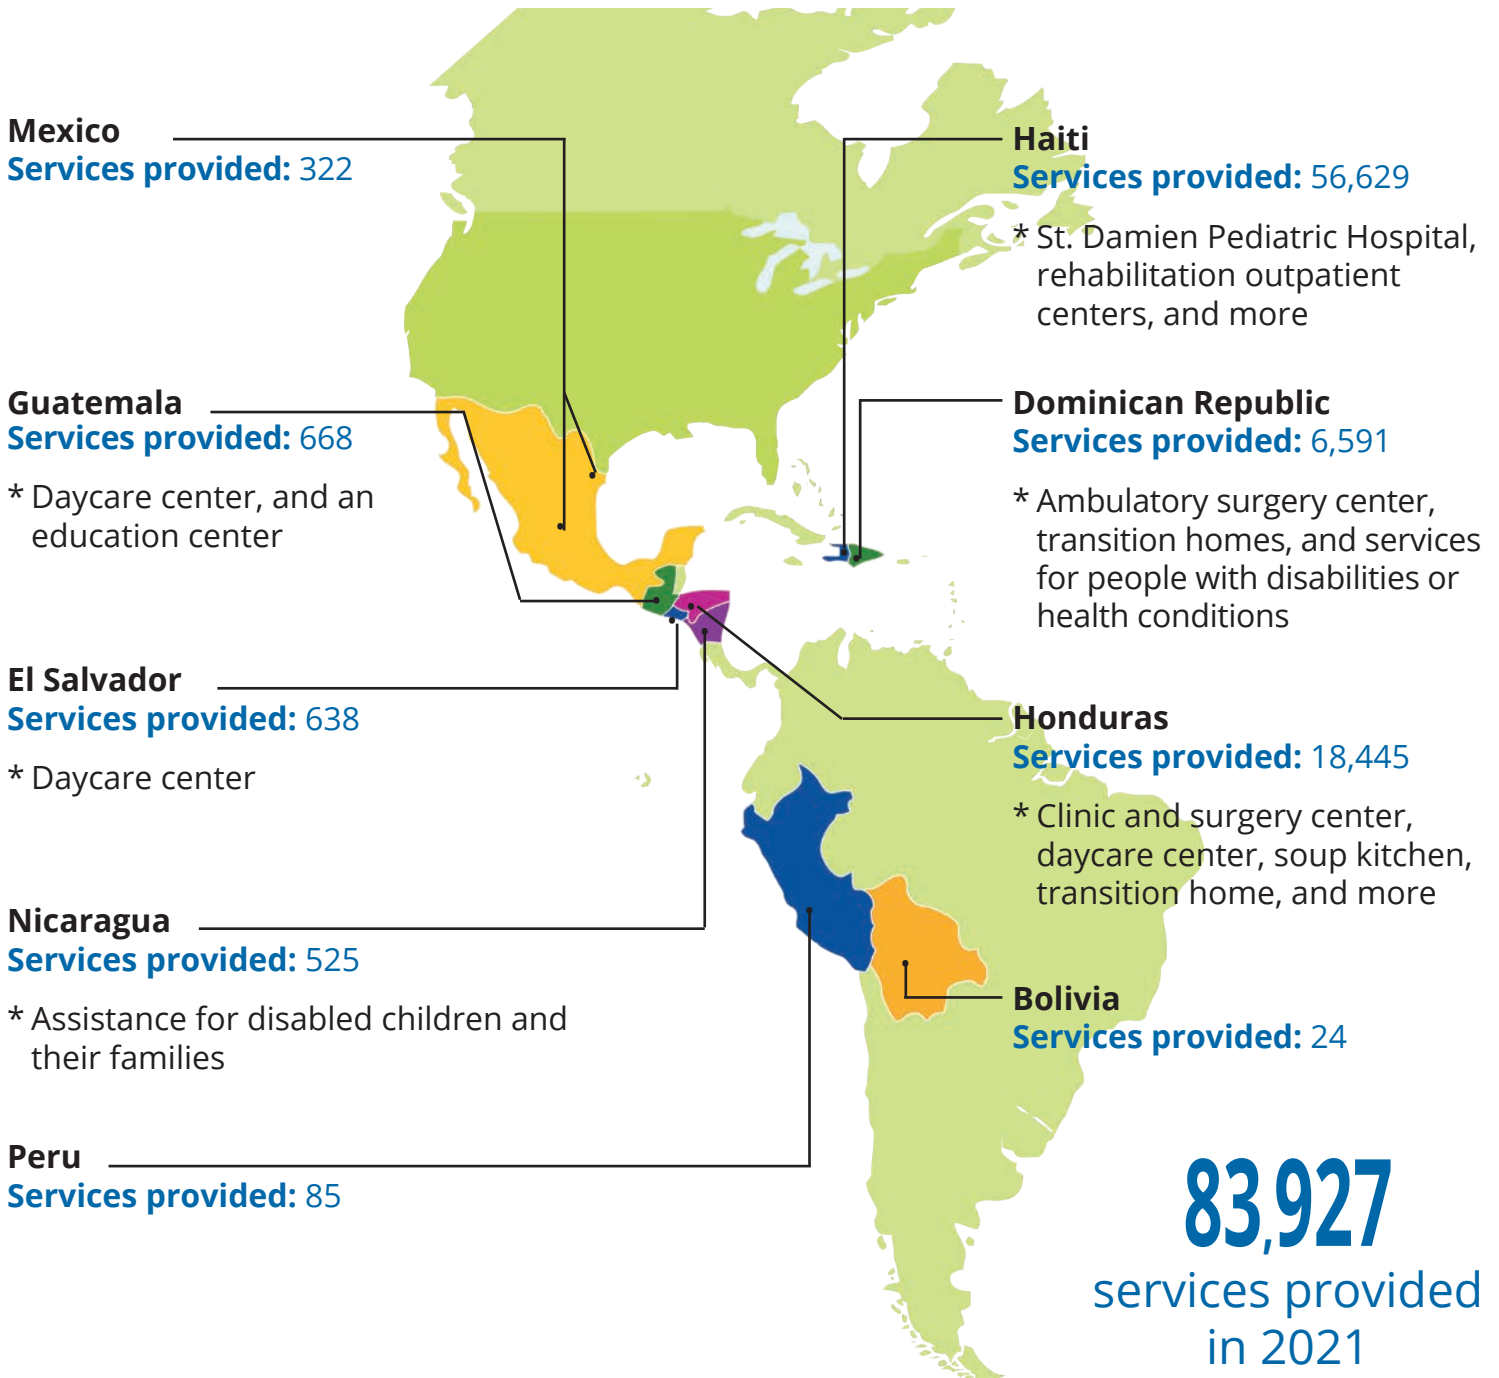 Mexico
Services provided: 322
Guatemala
Services provided: 668
* Daycare center, and an
education center
El Salvador
Services provided: 638
* Daycare center
Nicaragua
Services provided: 525
* Assistance for disabled children and
their families
Peru
Services provided: 85
Haiti
Services provided: 56,629
* St. Damien Pediatric Hospital,
rehabilitation outpatient
centers, and more
Dominican Republic
Services provided: 6,591
* Ambulatory surgery center,
transition homes, and services
for people with disabilities or
health conditions
Honduras
Services provided: 18,445
* Clinic and surgery center,
daycare center, soup kitchen,
transition home, and more
Bolivia
Services provided: 24
83,927
services provided
in 2021